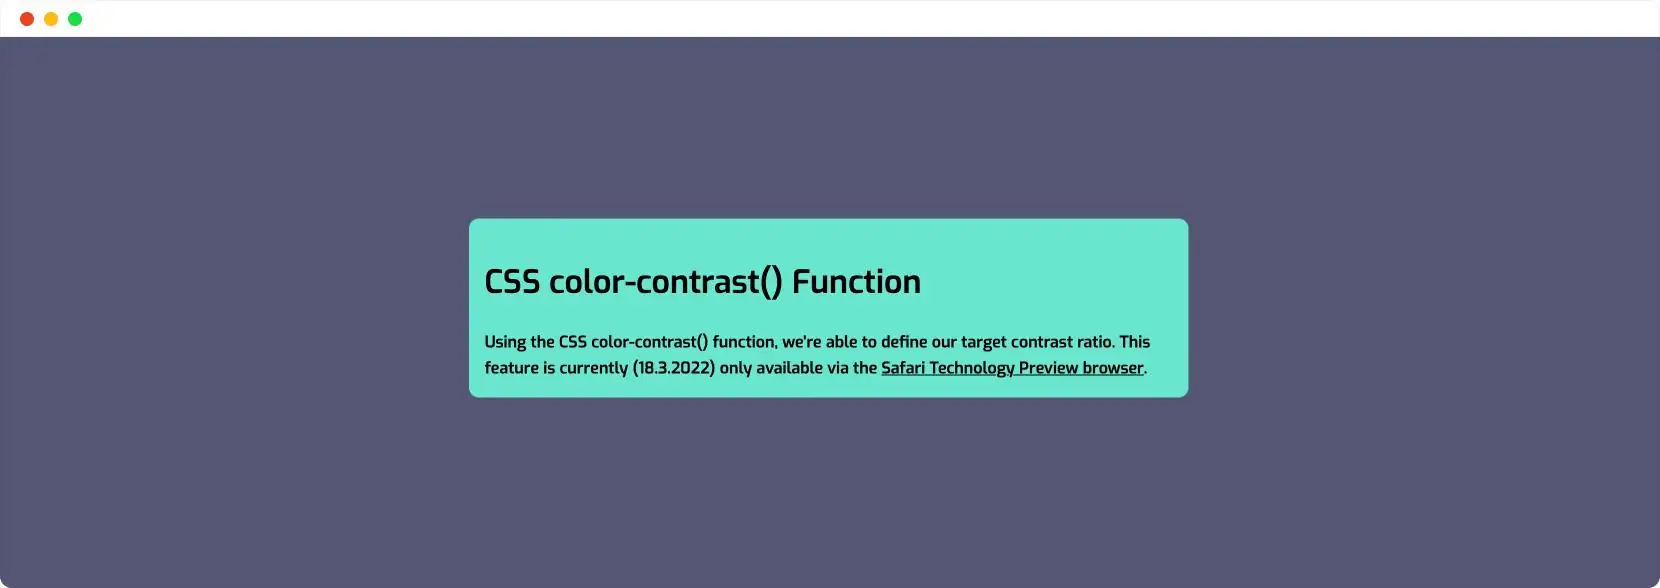 CSS color-contrast() Function
Using the CSS color-contrast() function, we're able to define our target contrast ratio. This
feature is currently (18.3.2022) only available via the Safari Technology Preview browser.